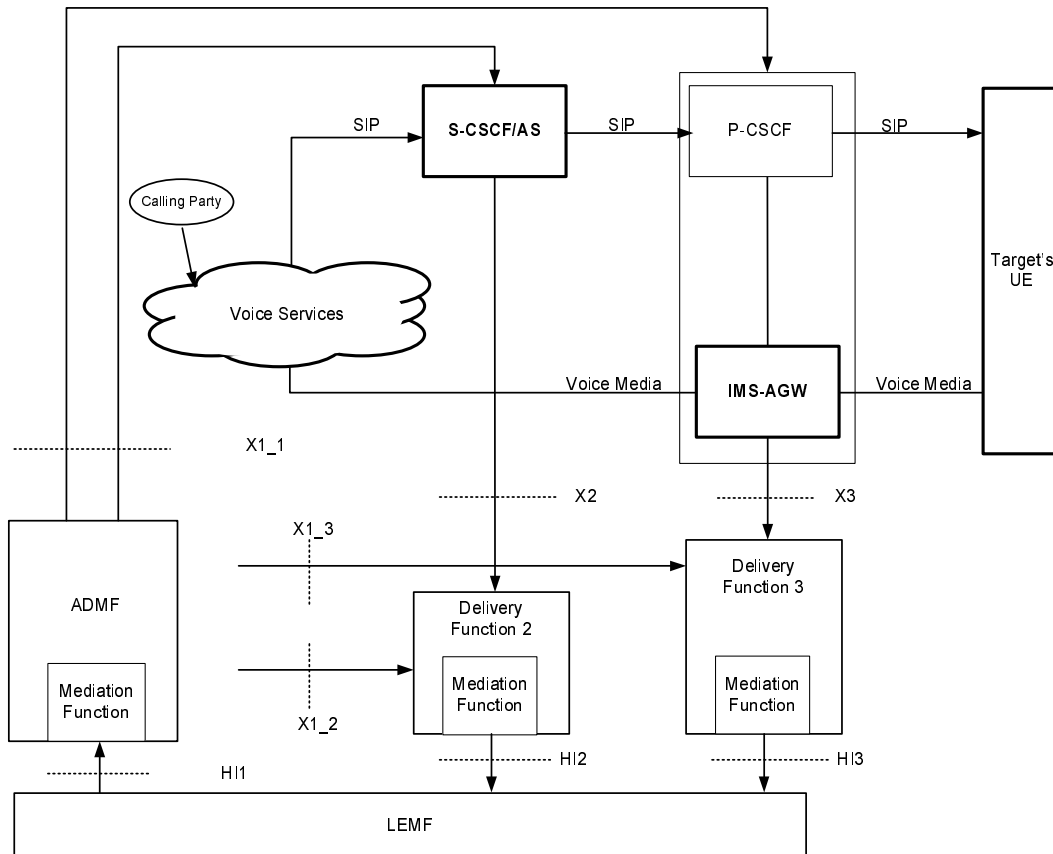 SIP
S-CSCF/AS
SIP
P-CSCF
SIP
Calling Party
Target's
UE
Voice Services
Voice Media
IMS-AGW
Voice Media
X1_1
X2
X3
X1_3
ADMF
Delivery
Function 2
Delivery
Function 3
Mediation
Function
Mediation
Function
Mediation
Function
X1_2
HI1
HI2
HI3
LEMF